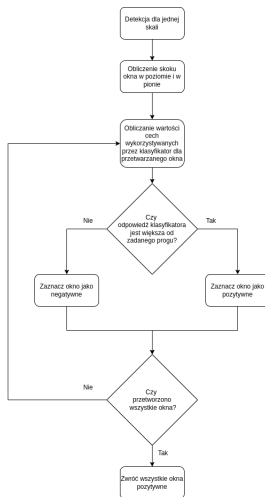 Detekcja dla jednej
skali
Obliczenie skoku
okna w poziomie i w
pionie
Obliczanie wartości
cech
wykorzystywanych
przez klasyfikator dla
przetwarzanego okna
Czy
odpowiedź klasyfikatora
jest większa od
zadanego progu?
Nie
Tak
Zaznacz okno jako
negatywne
Zaznacz okno jako
pozytywne
Czy
przetworzono
wszystkie okna?
Nie
Tak
Zwróć wszystkie okna
pozytywne